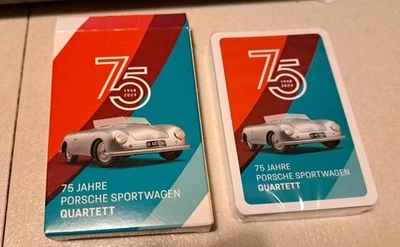 75
1948
2023
75 JAHRE
PORSCHE SPORTWAGEN
QUARTETT
75
1948
2023
75 JAHRE
PORSCHE SPORTWAGEN
QUARTETT